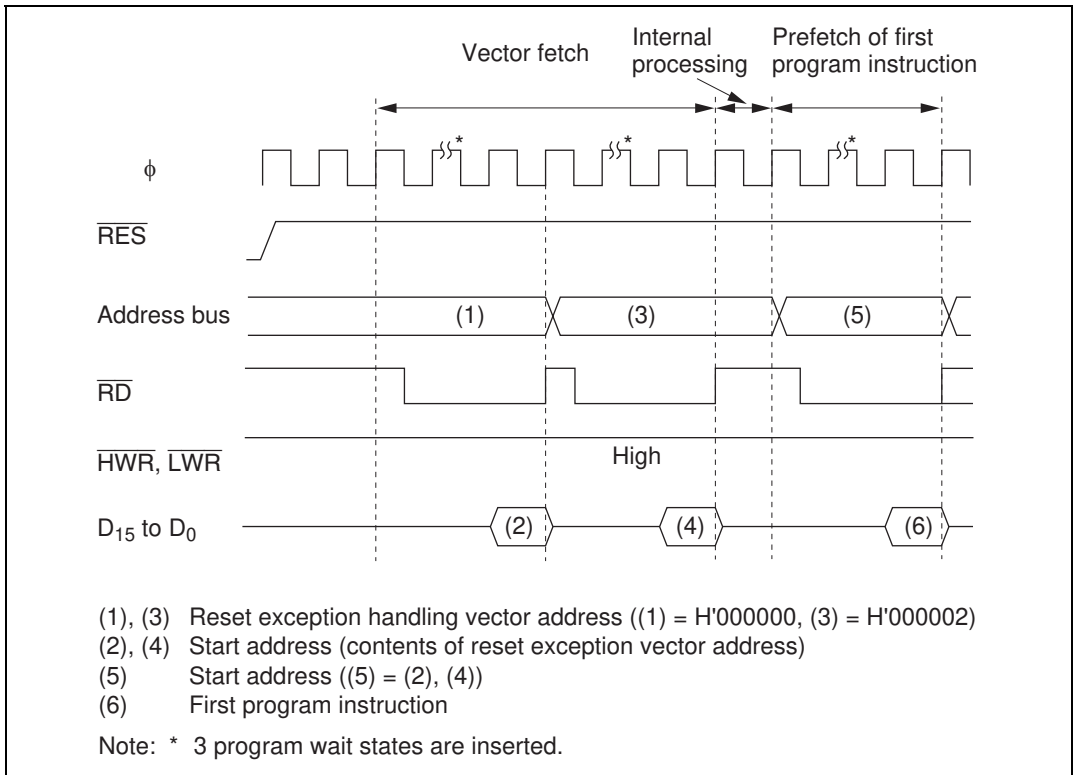 Vector fetch
Internal processing
Prefetch of first program instruction
*
*
*
φ
RES
Address bus
(1)
(3)
(5)
RD
HWR, LWR
High
D15 to D0
(2)
(4)
(6)
(1), (3) Reset exception handling vector address ((1) = H'000000, (3) = H'000002)
(2), (4) Start address (contents of reset exception vector address)
(5) Start address ((5) = (2), (4))
(6) First program instruction
Note: * 3 program wait states are inserted.